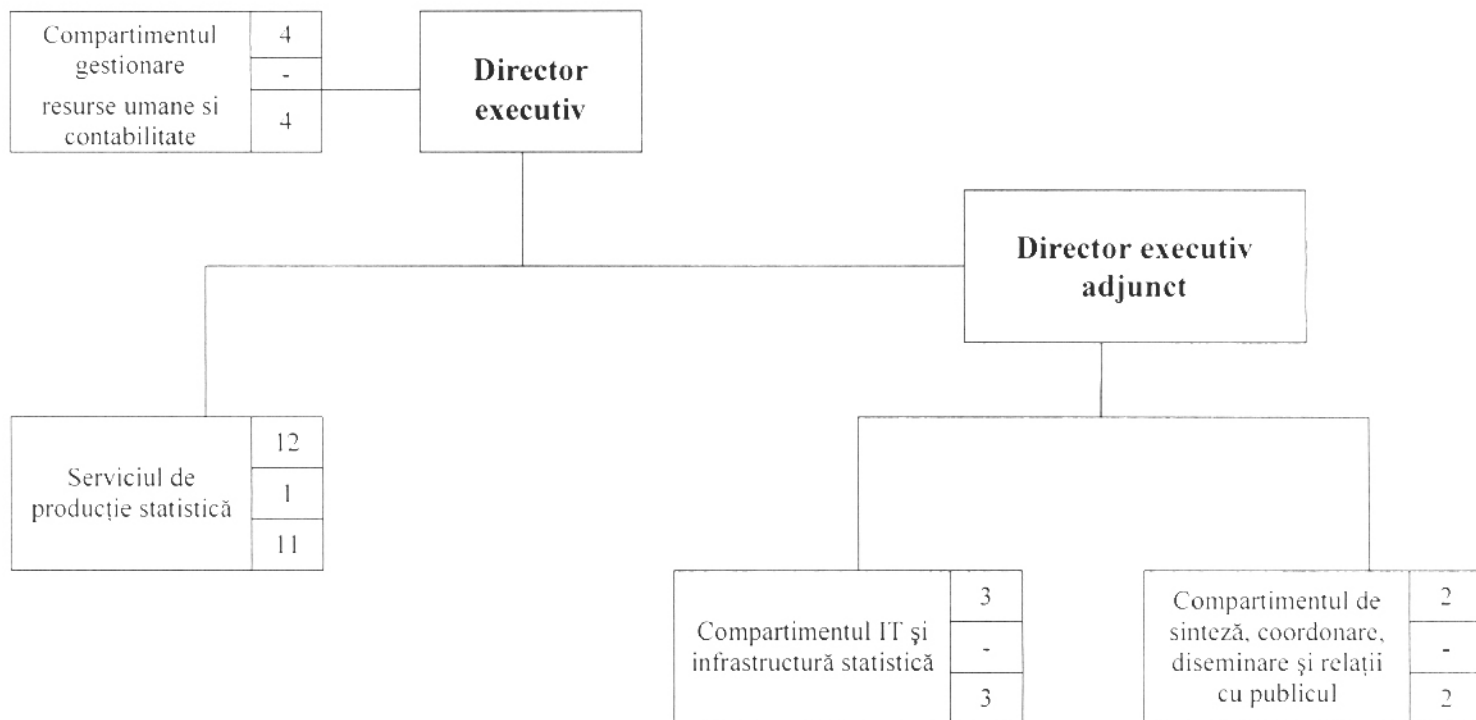 Compartimentul
gestionare
resurse umane si
contabilitate
4
-
4
Director
executiv
Director executiv
adjunct
Serviciul de
producție statistică
12
1
11
Compartimentul IT şi
infrastructură statistică
3
-
3
Compartimentul de
sinteză, coordonare,
diseminare şi relații
cu publicul
2
-
2